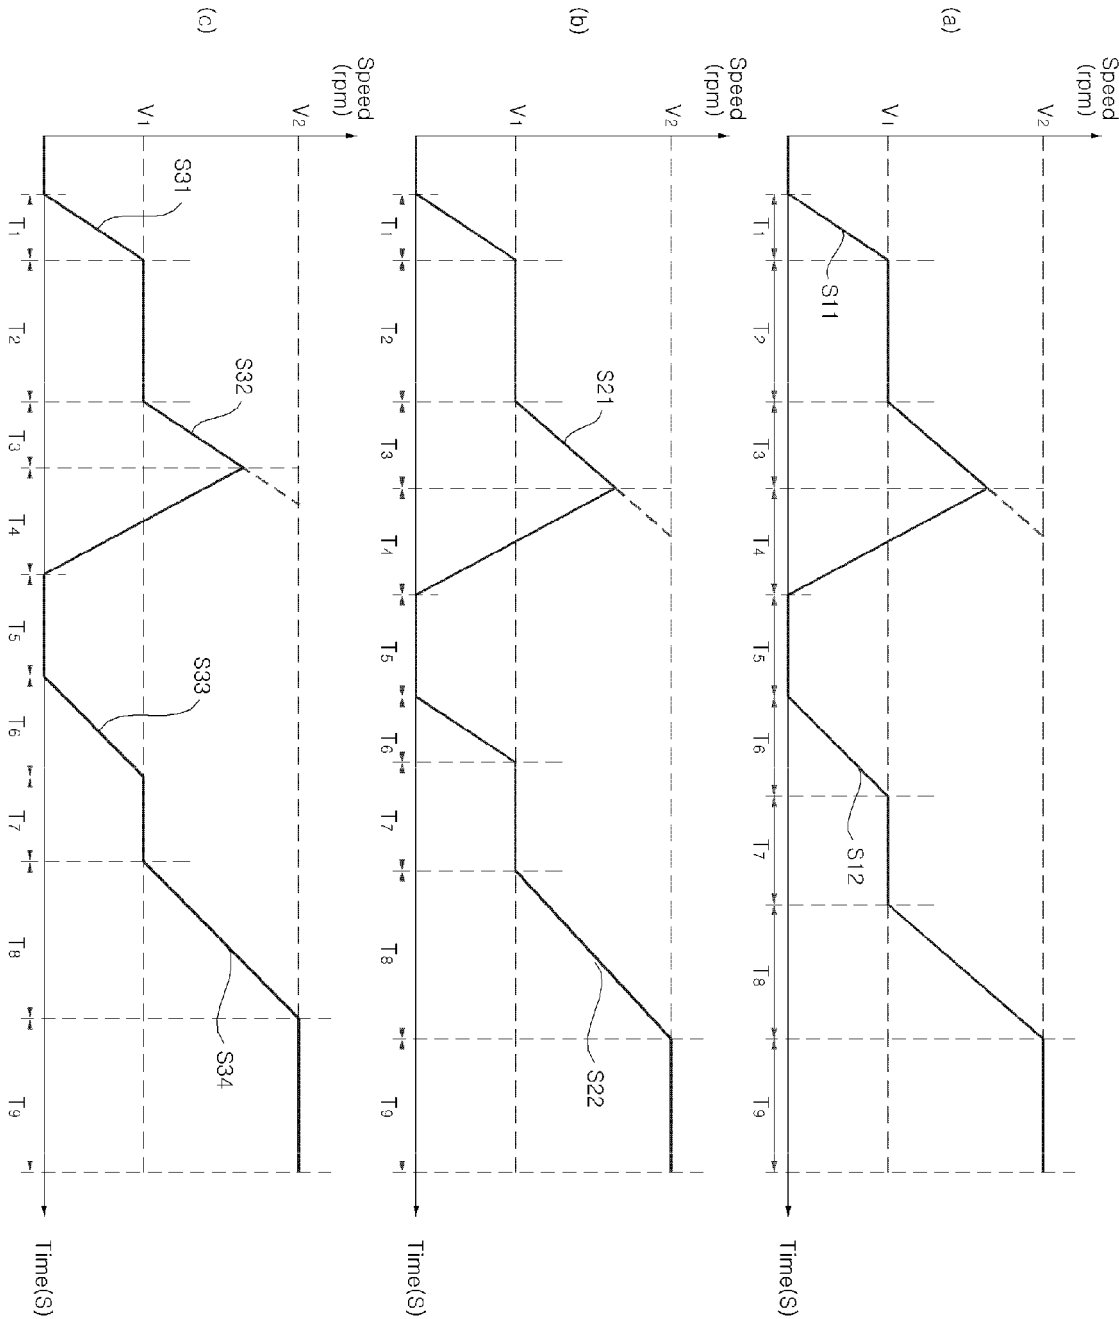 (a)
Speed
(rpm)
V2
V1
S11
S12
T1 T2 T3 T4 T5 T6 T7 T8 T9
Time(S)
(b)
Speed
(rpm)
V2
V1
S21
S22
T1 T2 T3 T4 T5 T6 T7 T8 T9
Time(S)
(c)
Speed
(rpm)
V2
V1
S31
S32
S33
S34
T1 T2 T3 T4 T5 T6 T7 T8 T9
Time(S)